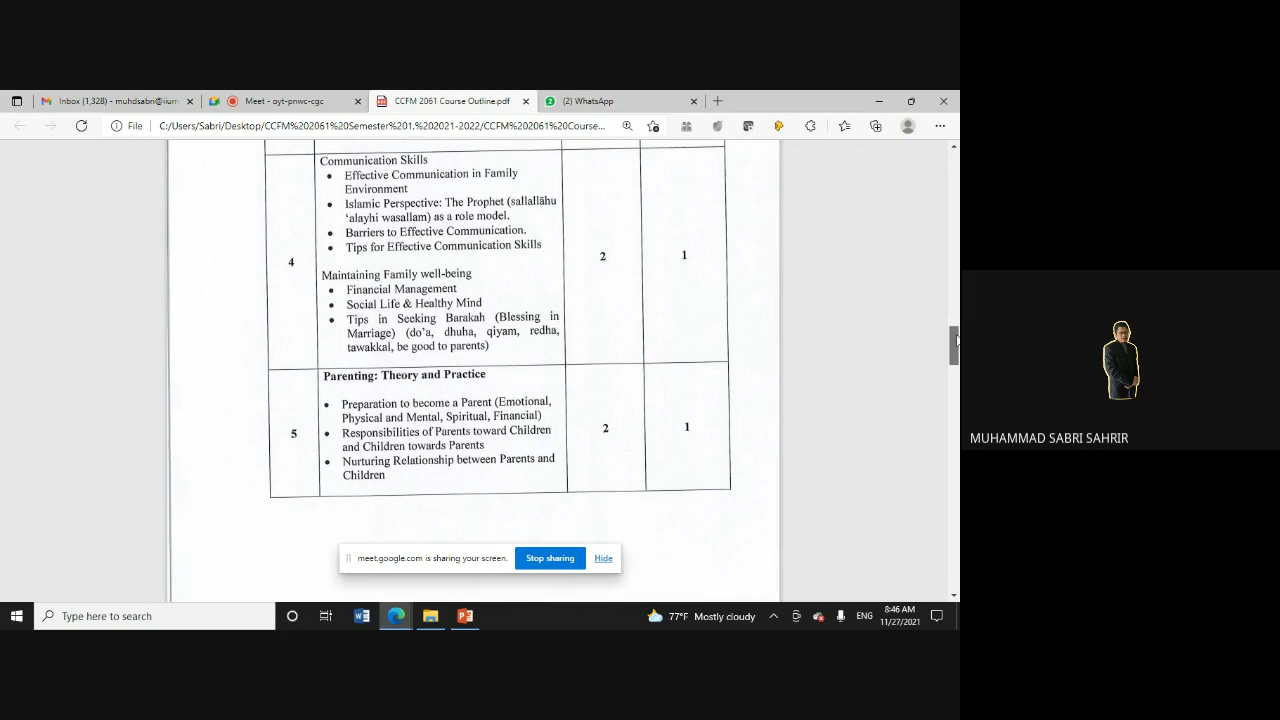 Inbox (1,328) - muhdsabri@iium
Meet - oyt-pnwc-cgc
CCFM 2061 Course Outline.pdf
(2) WhatsApp
File
C:/Users/Sabri/Desktop/CCFM%202061%20Semester%201,%202021-2022/CCFM%202061%20Course...
Communication Skills
• Effective Communication in Family
Environment
• Islamic Perspective: The Prophet (sallallāhu
‘alayhi wasallam) as a role model.
• Barriers to Effective Communication.
• Tips for Effective Communication Skills
4
2
1
Maintaining Family well-being
• Financial Management
• Social Life & Healthy Mind
• Tips in Seeking Barakah (Blessing in
Marriage) (do’a, dhuha, qiyam, redha,
tawakkal, be good to parents)
Parenting: Theory and Practice
• Preparation to become a Parent (Emotional,
Physical and Mental, Spiritual, Financial)
• Responsibilities of Parents toward Children
and Children towards Parents
5
2
1
• Nurturing Relationship between Parents and
Children
meet.google.com is sharing your screen.
Stop sharing
Hide
MUHAMMAD SABRI SAHRIR
Type here to search
77°F Mostly cloudy
ENG
8:46 AM
11/27/2021